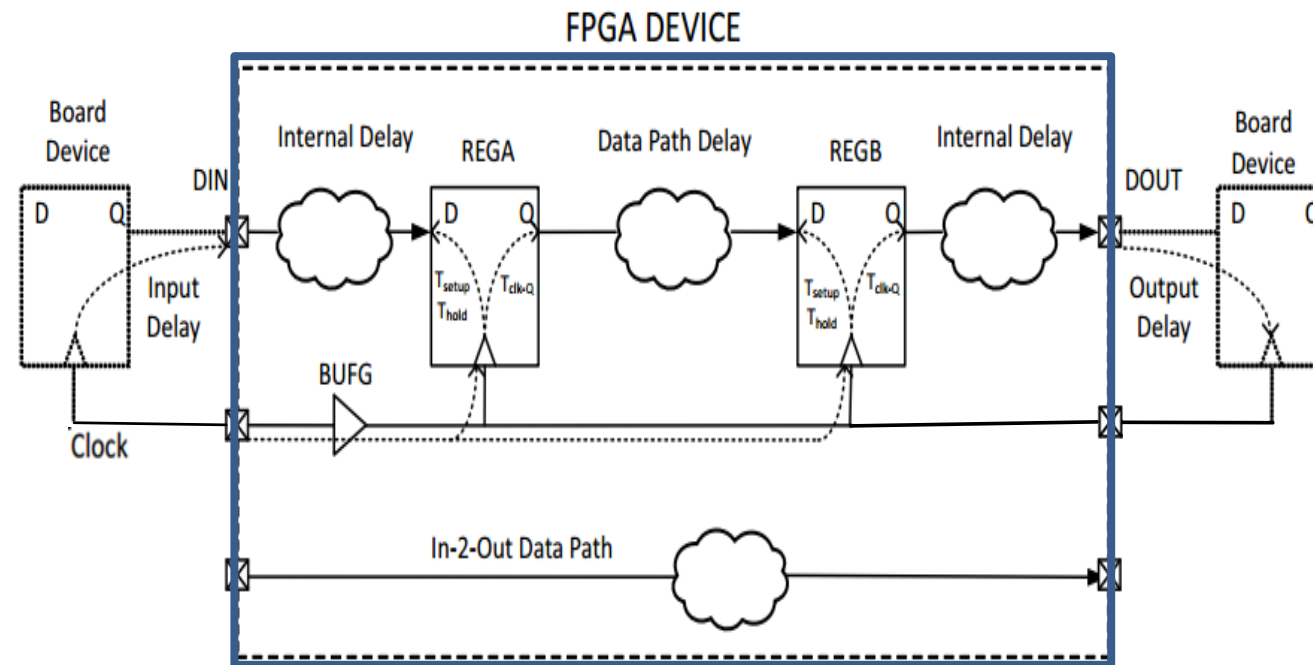 FPGA DEVICE
Board
Device
D Q
Input
Delay
Clock
DIN
Internal Delay
REGA
D Q
Tsetup
Thold
Tclk-Q
BUFG
Data Path Delay
REGB
D Q
Tsetup
Thold
Tclk-Q
Internal Delay
DOUT
Output
Delay
Board
Device
D Q
In-2-Out Data Path